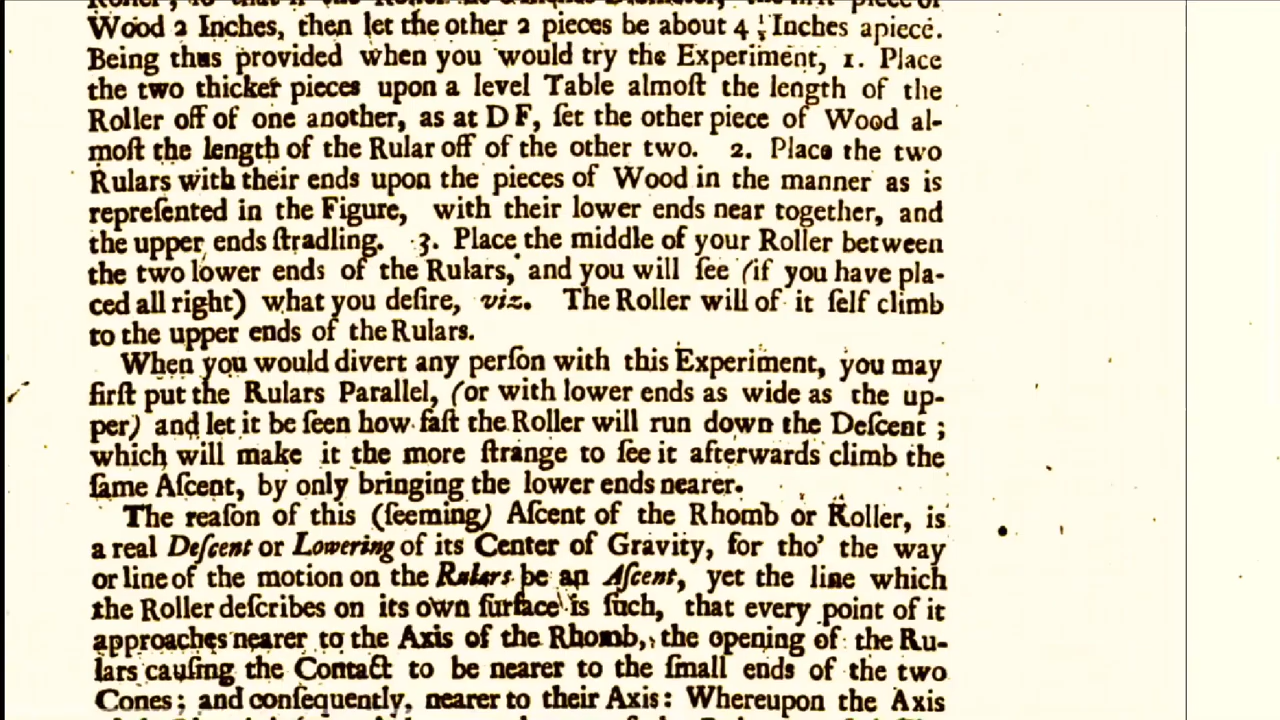 Wood 2 Inches, then let the other 2 pieces be about 4 ½ Inches apiece.
Being thus provided when you would try the Experiment, 1. Place
the two thicker pieces upon a level Table almoſt the length of the
Roller off of one another, as at D F, ſet the other piece of Wood al-
moſt the length of the Rular off of the other two. 2. Place the two
Rulars with their ends upon the pieces of Wood in the manner as is
repreſented in the Figure, with their lower ends near together, and
the upper ends ſtradling. 3. Place the middle of your Roller between
the two lower ends of the Rulars, and you will ſee (if you have pla-
ced all right) what you deſire, viz. The Roller will of it ſelf climb
to the upper ends of the Rulars.
When you would divert any perſon with this Experiment, you may
firſt put the Rulars Parallel, (or with lower ends as wide as the up-
per) and let it be ſeen how faſt the Roller will run down the Deſcent ;
which will make it the more ſtrange to ſee it afterwards climb the
ſame Aſcent, by only bringing the lower ends nearer.
The reaſon of this (ſeeming) Aſcent of the Rhomb or Roller, is
a real Deſcent or Lowering of its Center of Gravity, for tho' the way
or line of the motion on the Rulars be an Aſcent, yet the line which
the Roller deſcribes on its own ſurface is ſuch, that every point of it
approaches nearer to the Axis of the Rhomb, the opening of the Ru-
lars cauſing the Contact to be nearer to the ſmall ends of the two
Cones ; and conſequently, nearer to their Axis : Whereupon the Axis